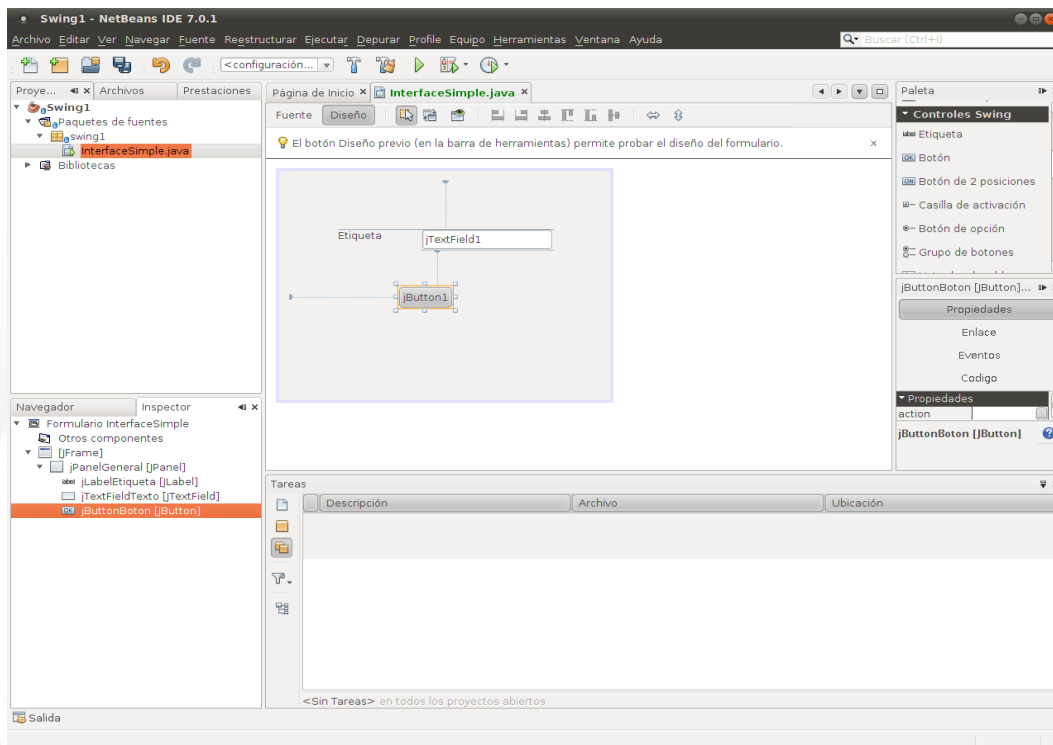 Swing1 - NetBeans IDE 7.0.1
Archivo Editar Ver Navegar Fuente Reestructurar Ejecutar Depurar Profile Equipo Herramientas Ventana Ayuda
Buscar (Ctrl+I)
<configuración...
Proye... Archivos Prestaciones
Swing1
Paquetes de fuentes
swing1
InterfaceSimple.java
Bibliotecas
Página de Inicio InterfaceSimple.java
Fuente Diseño
El botón Diseño previo (en la barra de herramientas) permite probar el diseño del formulario.
Etiqueta jTextField1
jButton1
Paleta
Controles Swing
label Etiqueta
OK Botón
ON Botón de 2 posiciones
Casilla de activación
Botón de opción
Grupo de botones
jButtonBoton [JButton]...
Propiedades
Enlace
Eventos
Codigo
Propiedades
action
jButtonBoton [JButton]
Navegador Inspector
Formulario InterfaceSimple
Otros componentes
[JFrame]
jPanelGeneral [JPanel]
label jLabelEtiqueta [JLabel]
jTextFieldTexto [JTextField]
OK jButtonBoton [JButton]
Tareas
Descripción Archivo Ubicación
<Sin Tareas> en todos los proyectos abiertos
Salida